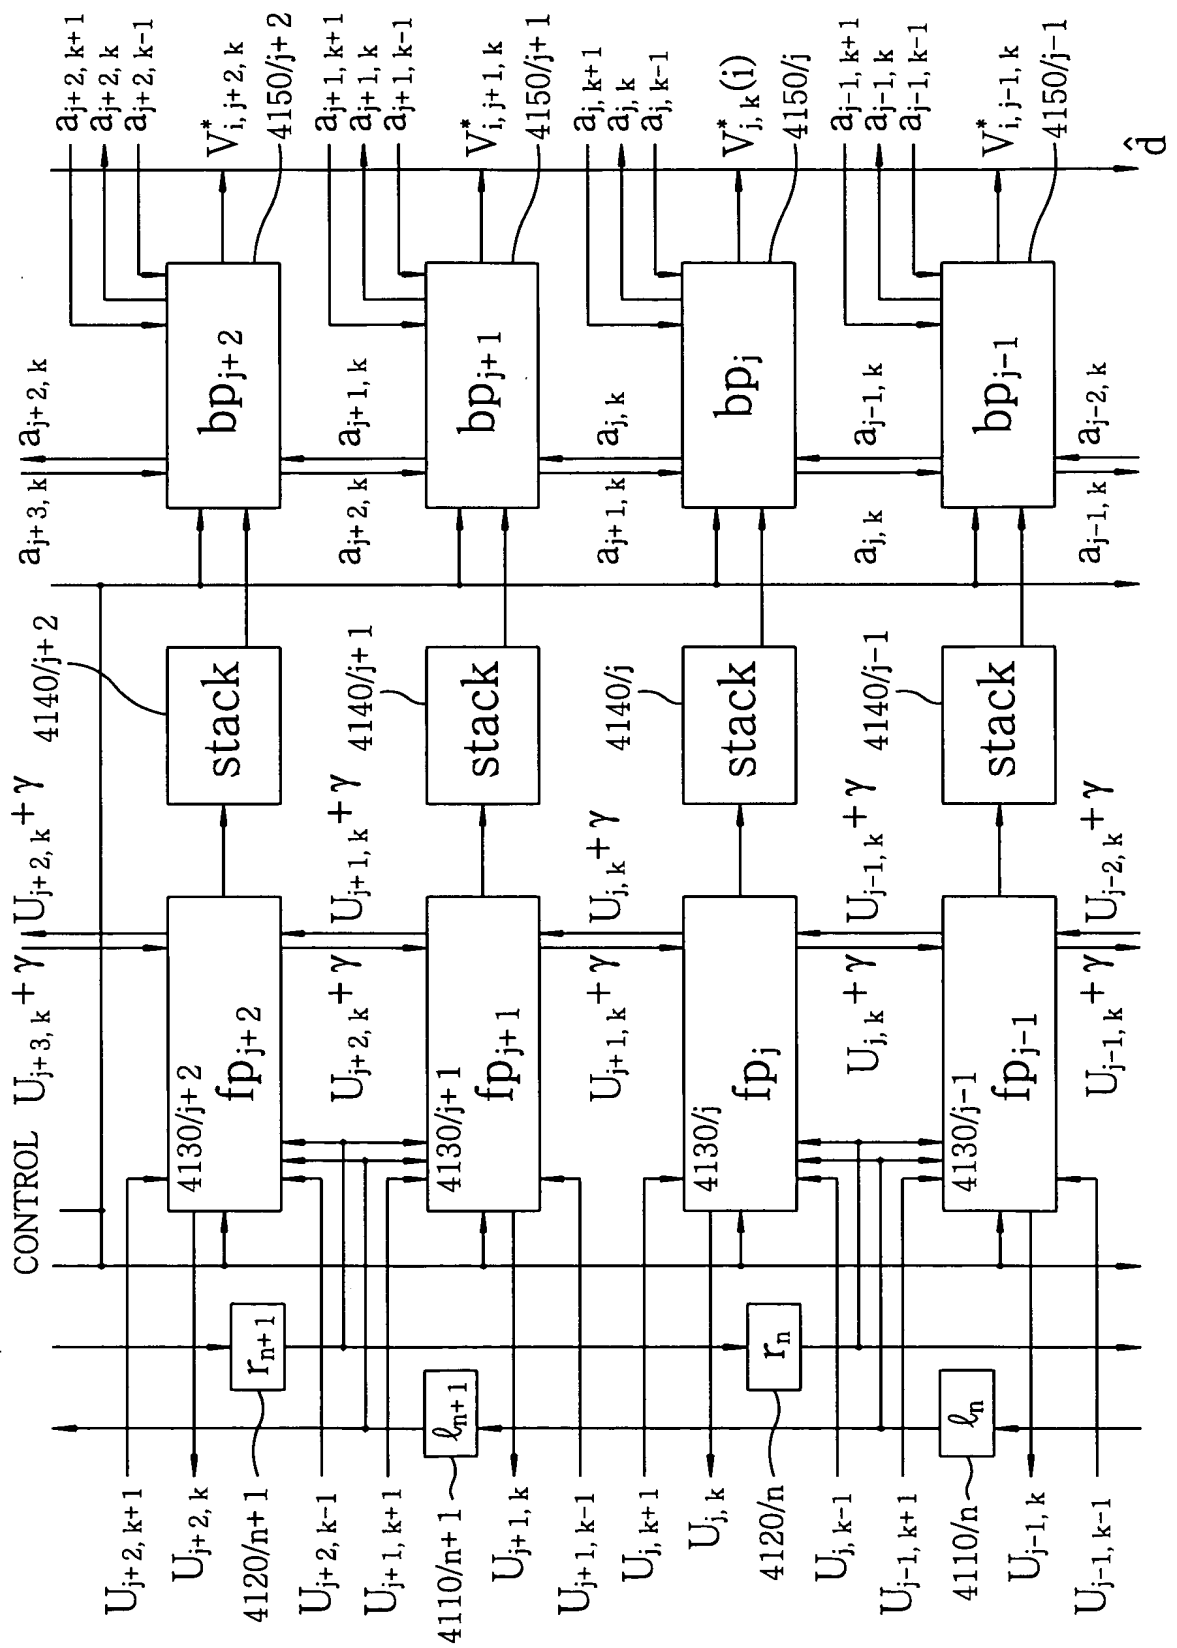 CONTROL
U_{j+3, k}+γ
U_{j+2, k}+γ
4140/j+2
a_{j+3, k}
a_{j+2, k}
a_{j+2, k+1}
a_{j+2, k}
a_{j+2, k-1}
U_{j+2, k+1}
U_{j+2, k}
4130/j+2
fp_{j+2}
stack
bp_{j+2}
V*_{i, j+2, k}
4150/j+2
r_{n+1}
4120/n+1
U_{j+2, k-1}
U_{j+2, k}+γ
U_{j+1, k}+γ
4140/j+1
a_{j+2, k}
a_{j+1, k}
a_{j+1, k+1}
a_{j+1, k}
a_{j+1, k-1}
U_{j+1, k+1}
4110/n+1
ℓ_{n+1}
U_{j+1, k}
4130/j+1
fp_{j+1}
stack
bp_{j+1}
V*_{i, j+1, k}
4150/j+1
U_{j+1, k-1}
U_{j+1, k}+γ
U_{j, k}+γ
4140/j
a_{j+1, k}
a_{j, k}
a_{j, k+1}
a_{j, k}
a_{j, k-1}
U_{j, k+1}
U_{j, k}
4130/j
fp_j
stack
bp_j
V*_{j, k}(i)
4150/j
r_n
4120/n
U_{j, k-1}
U_{j, k}+γ
U_{j-1, k}+γ
4140/j-1
a_{j, k}
a_{j-1, k}
a_{j-1, k+1}
a_{j-1, k}
a_{j-1, k-1}
U_{j-1, k+1}
4110/n
ℓ_n
U_{j-1, k}
4130/j-1
fp_{j-1}
stack
bp_{j-1}
V*_{i, j-1, k}
4150/j-1
U_{j-1, k-1}
U_{j-1, k}+γ
U_{j-2, k}+γ
a_{j-1, k}
a_{j-2, k}
d̂